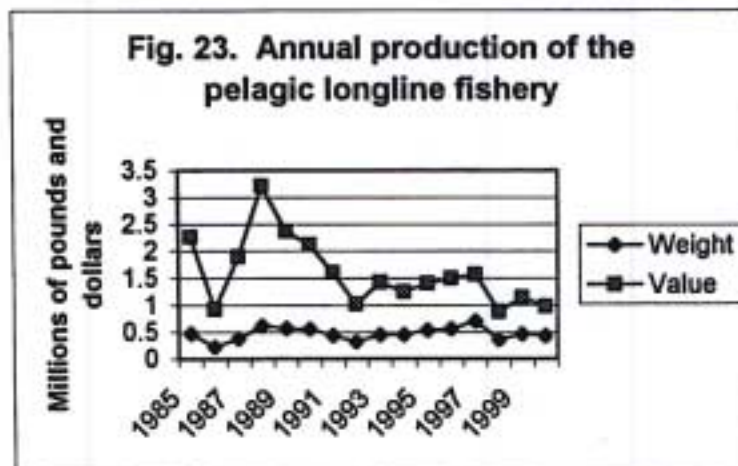 Fig. 23. Annual production of the
pelagic longline fishery
Millions of pounds and
dollars
3.5
3
2.5
2
1.5
1
0.5
0
1985
1987
1989
1991
1993
1995
1997
1999
Weight
Value